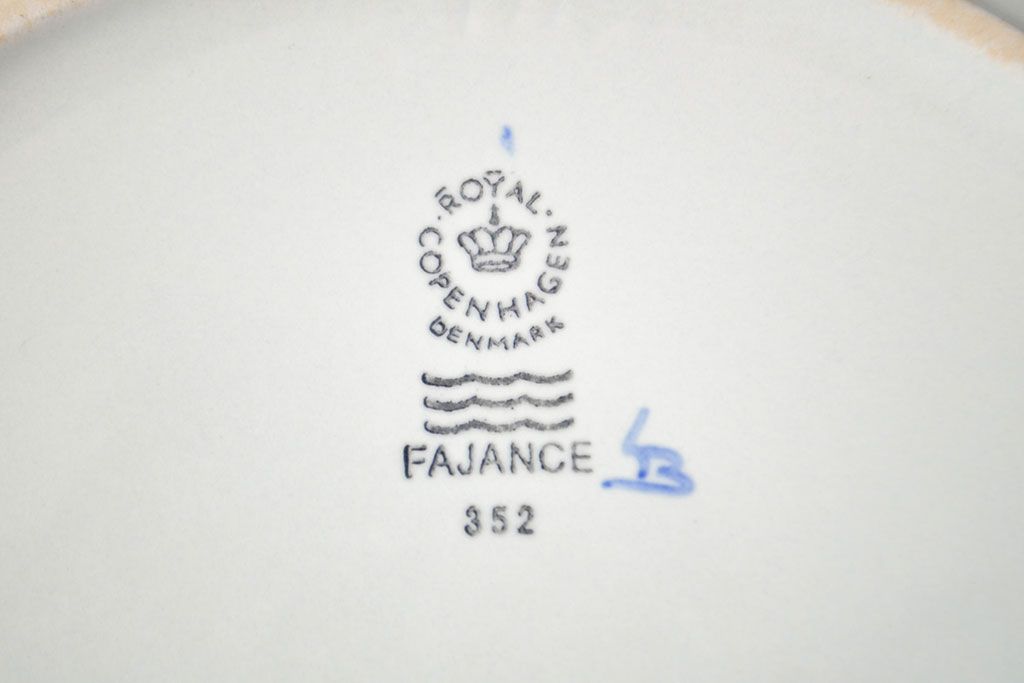 ROYAL
COPENHAGEN
DENMARK
FAJANCE
352